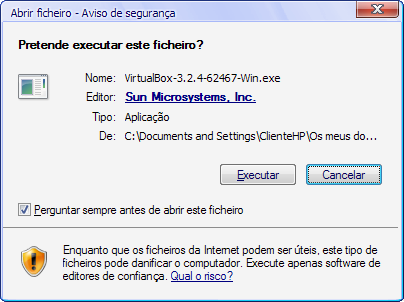 Abrir ficheiro - Aviso de segurança
Pretende executar este ficheiro?
Nome: VirtualBox-3.2.4-62467-Win.exe
Editor: Sun Microsystems, Inc.
Tipo: Aplicação
De: C:\Documents and Settings\ClienteHP\Os meus do...
Executar Cancelar
Perguntar sempre antes de abrir este ficheiro
Enquanto que os ficheiros da Internet podem ser úteis, este tipo de
ficheiros pode danificar o computador. Execute apenas software de
editores de confiança. Qual o risco?